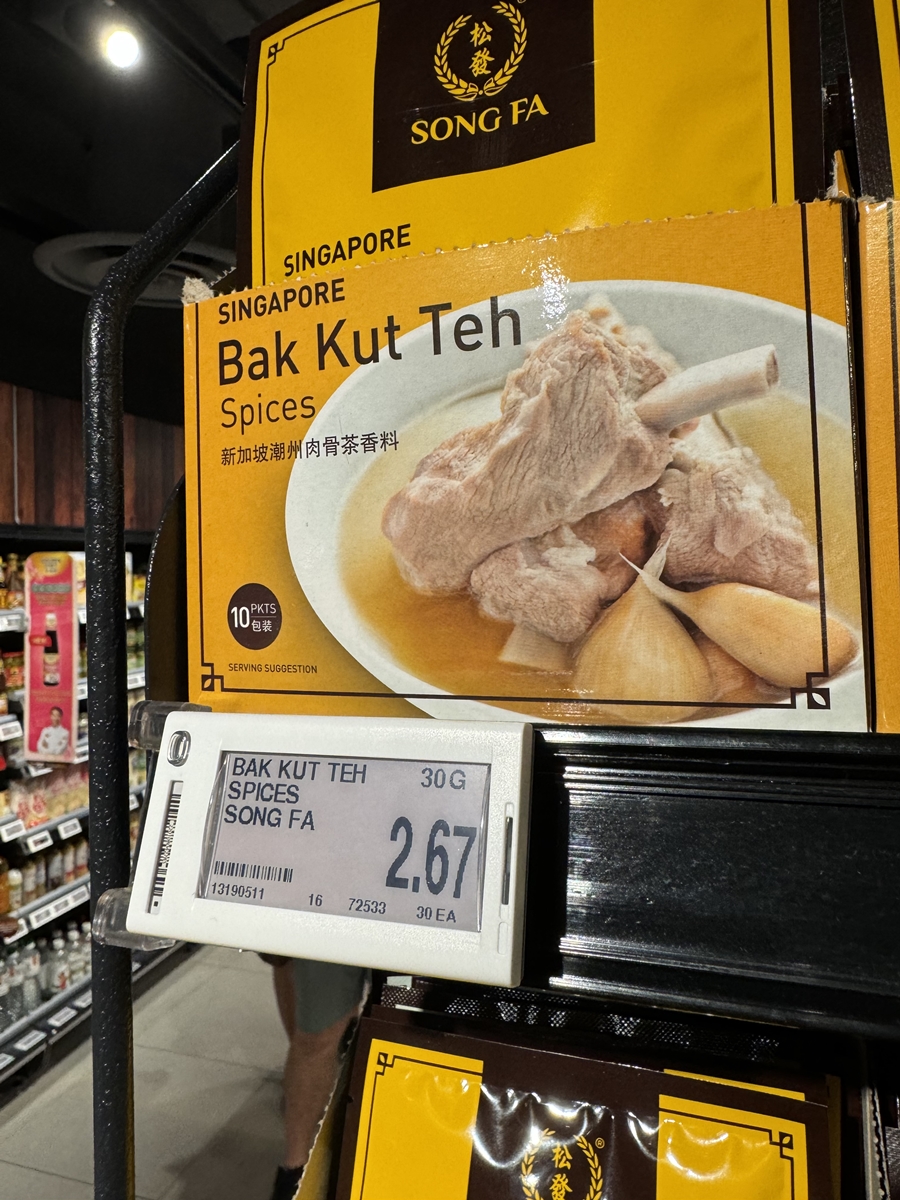 松
發
®
SONG FA
SINGAPORE
SINGAPORE
Bak Kut Teh
Spices
新加坡潮州肉骨茶香料
10 PKTS
包装
SERVING SUGGESTION
BAK KUT TEH 30G
SPICES
SONG FA
2.67
13190511 16 72533 30 EA
松
發
®